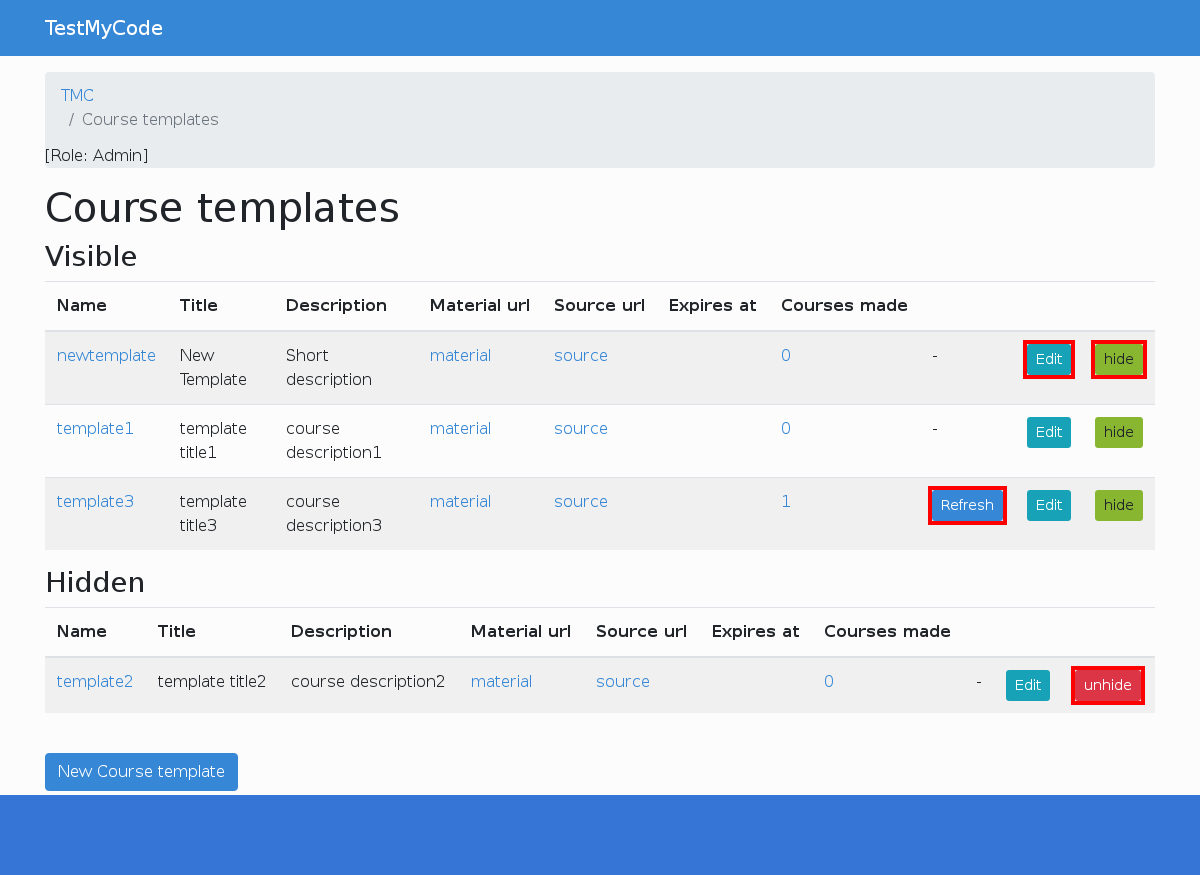 TestMyCode
TMC
/ Course templates
[Role: Admin]
Course templates
Visible
Name Title Description Material url Source url Expires at Courses made
newtemplate New Short material source 0 - Edit hide
Template description
template1 template course material source 0 - Edit hide
title1 description1
template3 template course material source 1 Refresh Edit hide
title3 description3
Hidden
Name Title Description Material url Source url Expires at Courses made
template2 template title2 course description2 material source 0 - Edit unhide
New Course template